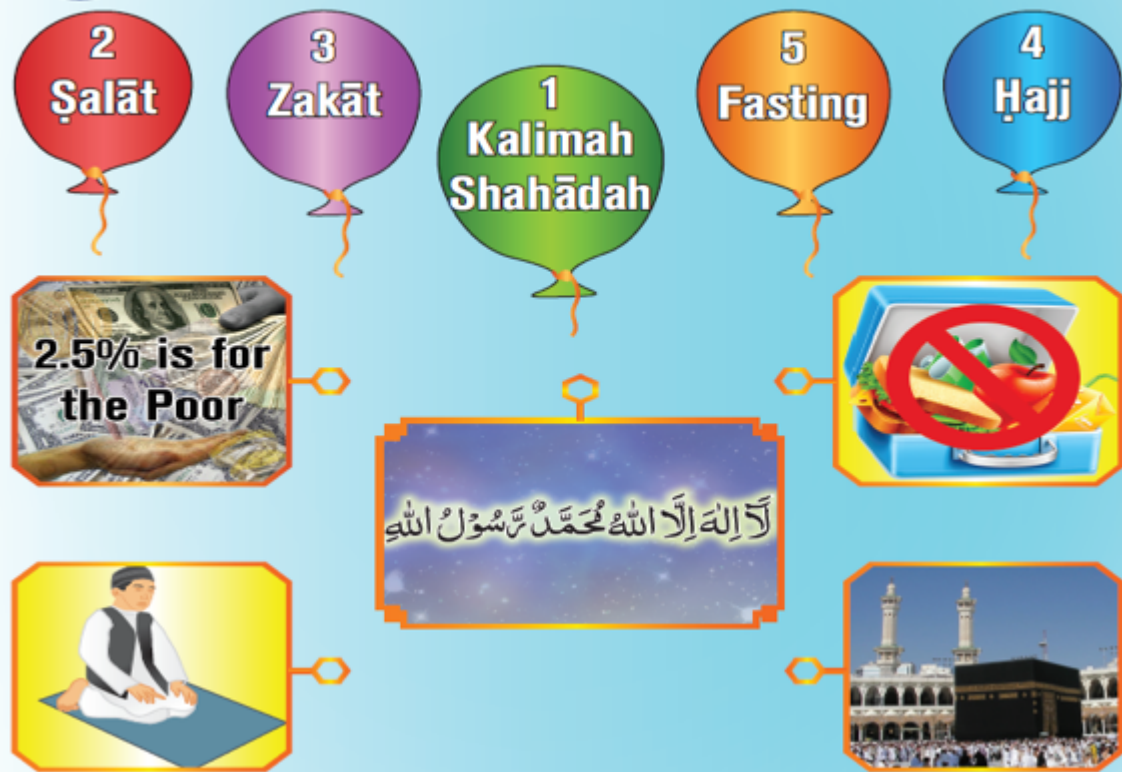 2
Ṣalāt
3
Zakāt
1
Kalimah
Shahādah
5
Fasting
4
Ḥajj
2.5% is for
the Poor
لَآ اِلٰهَ اِلَّا اللّٰهُ مُحَمَّدٌ رَّسُوْلُ اللّٰهِ